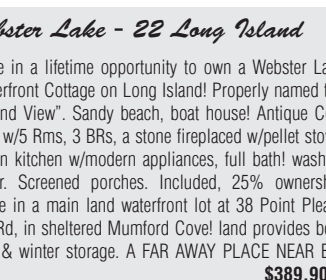 bster Lake - 22 Long Island
e in a lifetime opportunity to own a Webster La
erfront Cottage on Long Island! Properly named t
nd View". Sandy beach, boat house! Antique C
w/5 Rms, 3 BRs, a stone fireplaced w/pellet stov
n kitchen w/modern appliances, full bath! wash
r. Screened porches. Included, 25% ownersh
e in a main land waterfront lot at 38 Point Plea
Rd, in sheltered Mumford Cove! land provides bo
& winter storage. A FAR AWAY PLACE NEAR B
$389,90